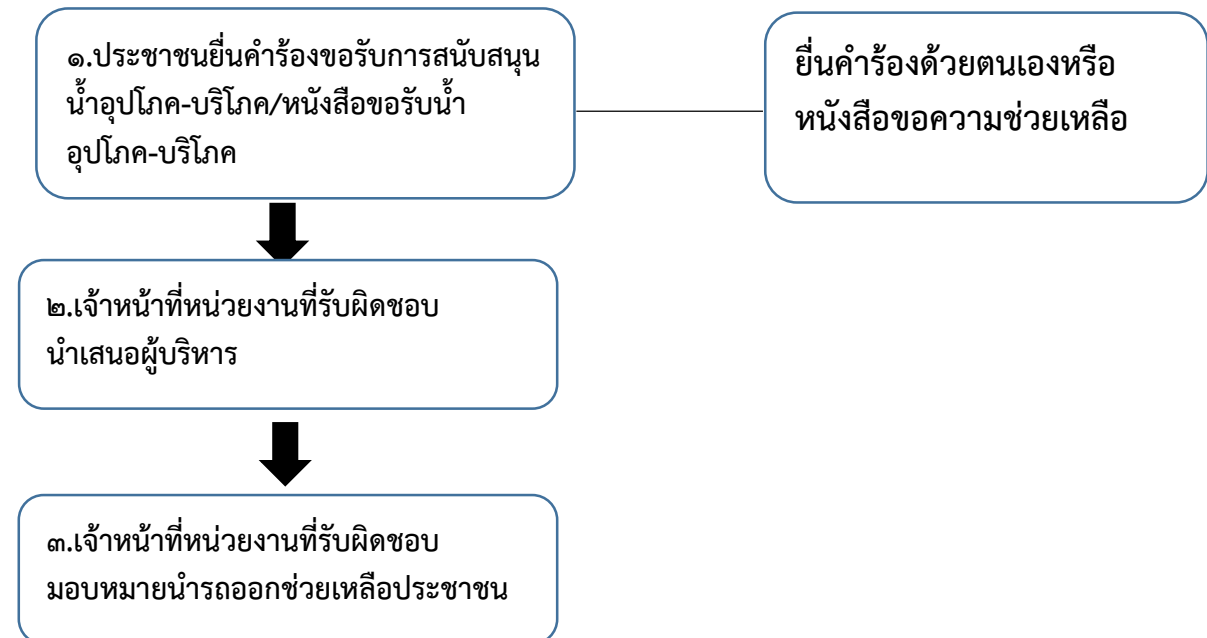 ๑.ประชาชนยื่นคำร้องขอรับการสนับสนุน
น้ำอุปโภค-บริโภค/หนังสือขอรับน้ำ
อุปโภค-บริโภค
ยื่นคำร้องด้วยตนเองหรือ
หนังสือขอความช่วยเหลือ
๒.เจ้าหน้าที่หน่วยงานที่รับผิดชอบ
นำเสนอผู้บริหาร
๓.เจ้าหน้าที่หน่วยงานที่รับผิดชอบ
มอบหมายนำรถออกช่วยเหลือประชาชน